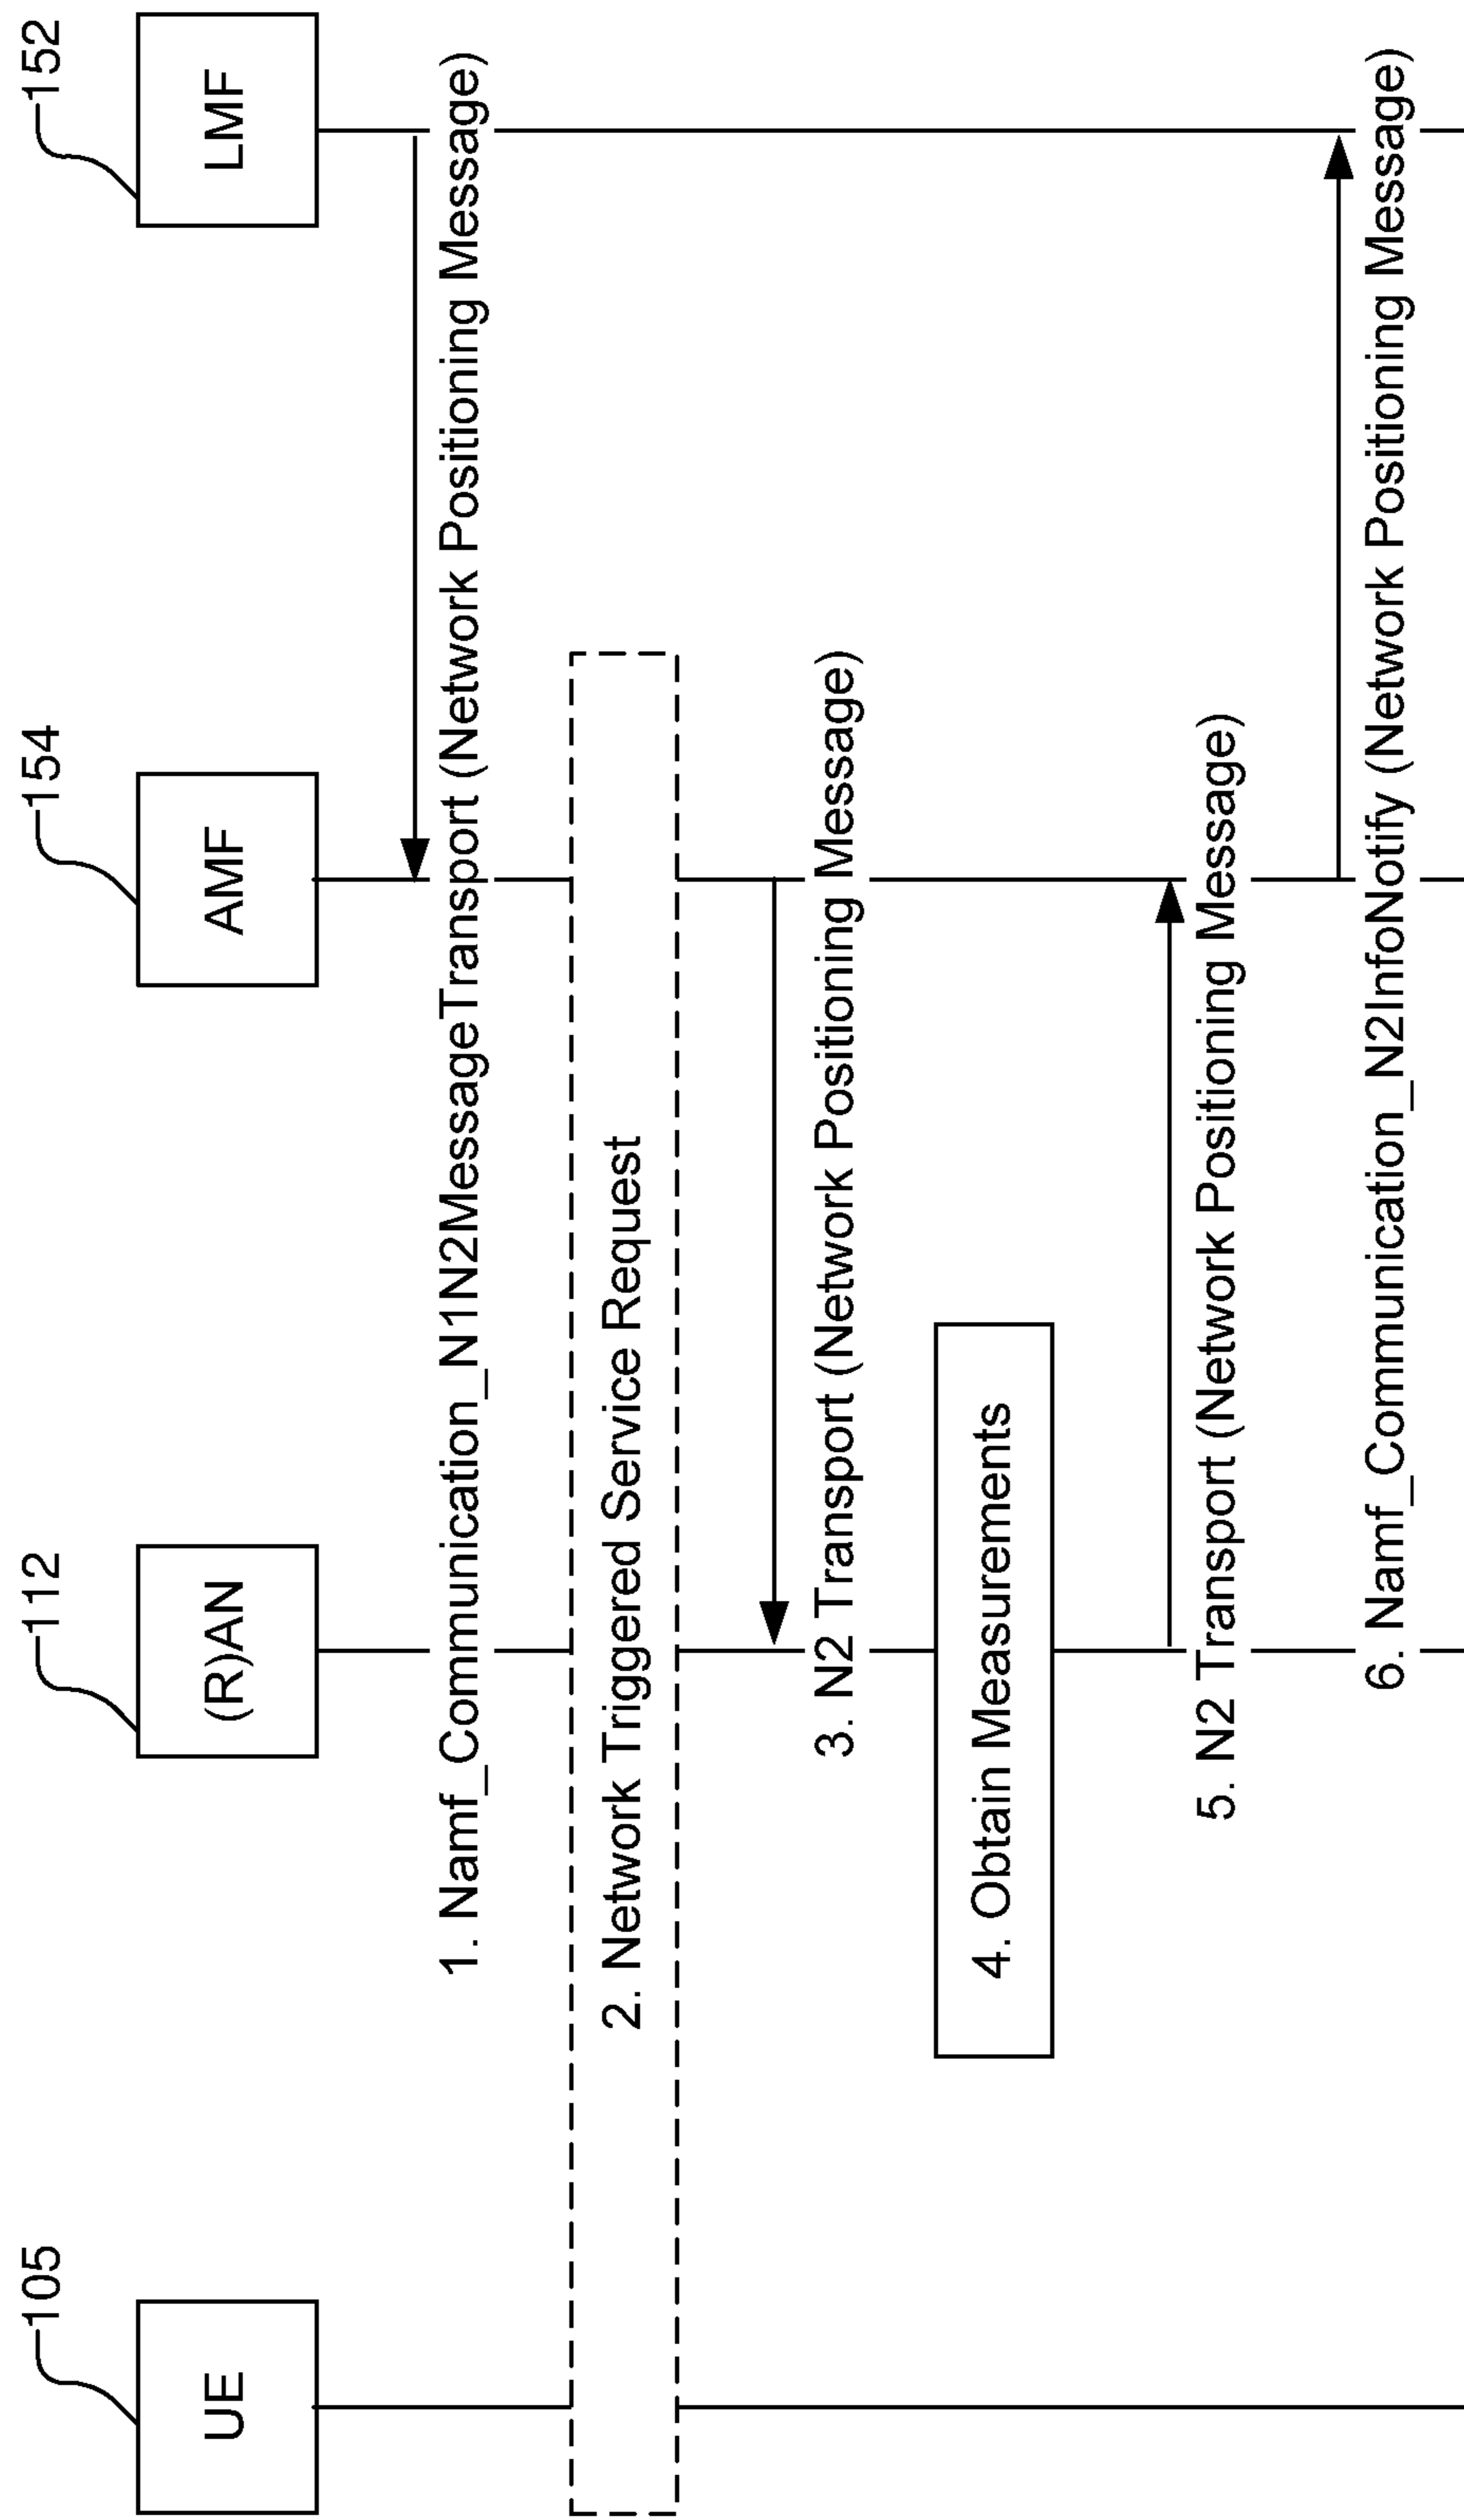 105
112
154
152
UE
(R)AN
AMF
LMF
1. Namf_Communication_N1N2MessageTransport (Network Positioning Message)
2. Network Triggered Service Request
3. N2 Transport (Network Positioning Message)
4. Obtain Measurements
5. N2 Transport (Network Positioning Message)
6. Namf_Communication_N2InfoNotify (Network Positioning Message)